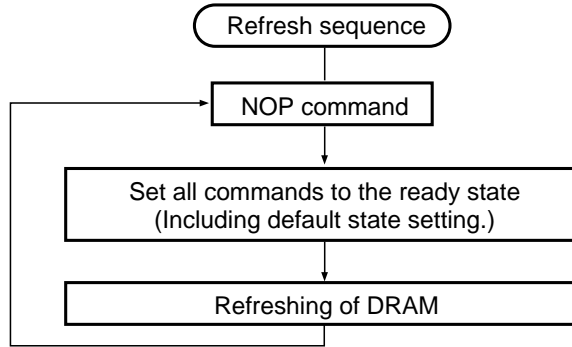 Refresh sequence
NOP command
Set all commands to the ready state
(Including default state setting.)
Refreshing of DRAM